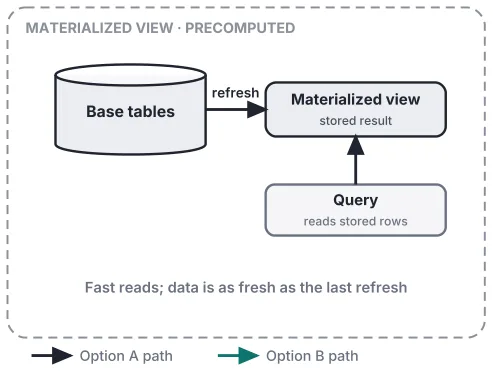 MATERIALIZED VIEW · PRECOMPUTED
Base tables
refresh
Materialized view
stored result
Query
reads stored rows
Fast reads; data is as fresh as the last refresh
Option A path
Option B path